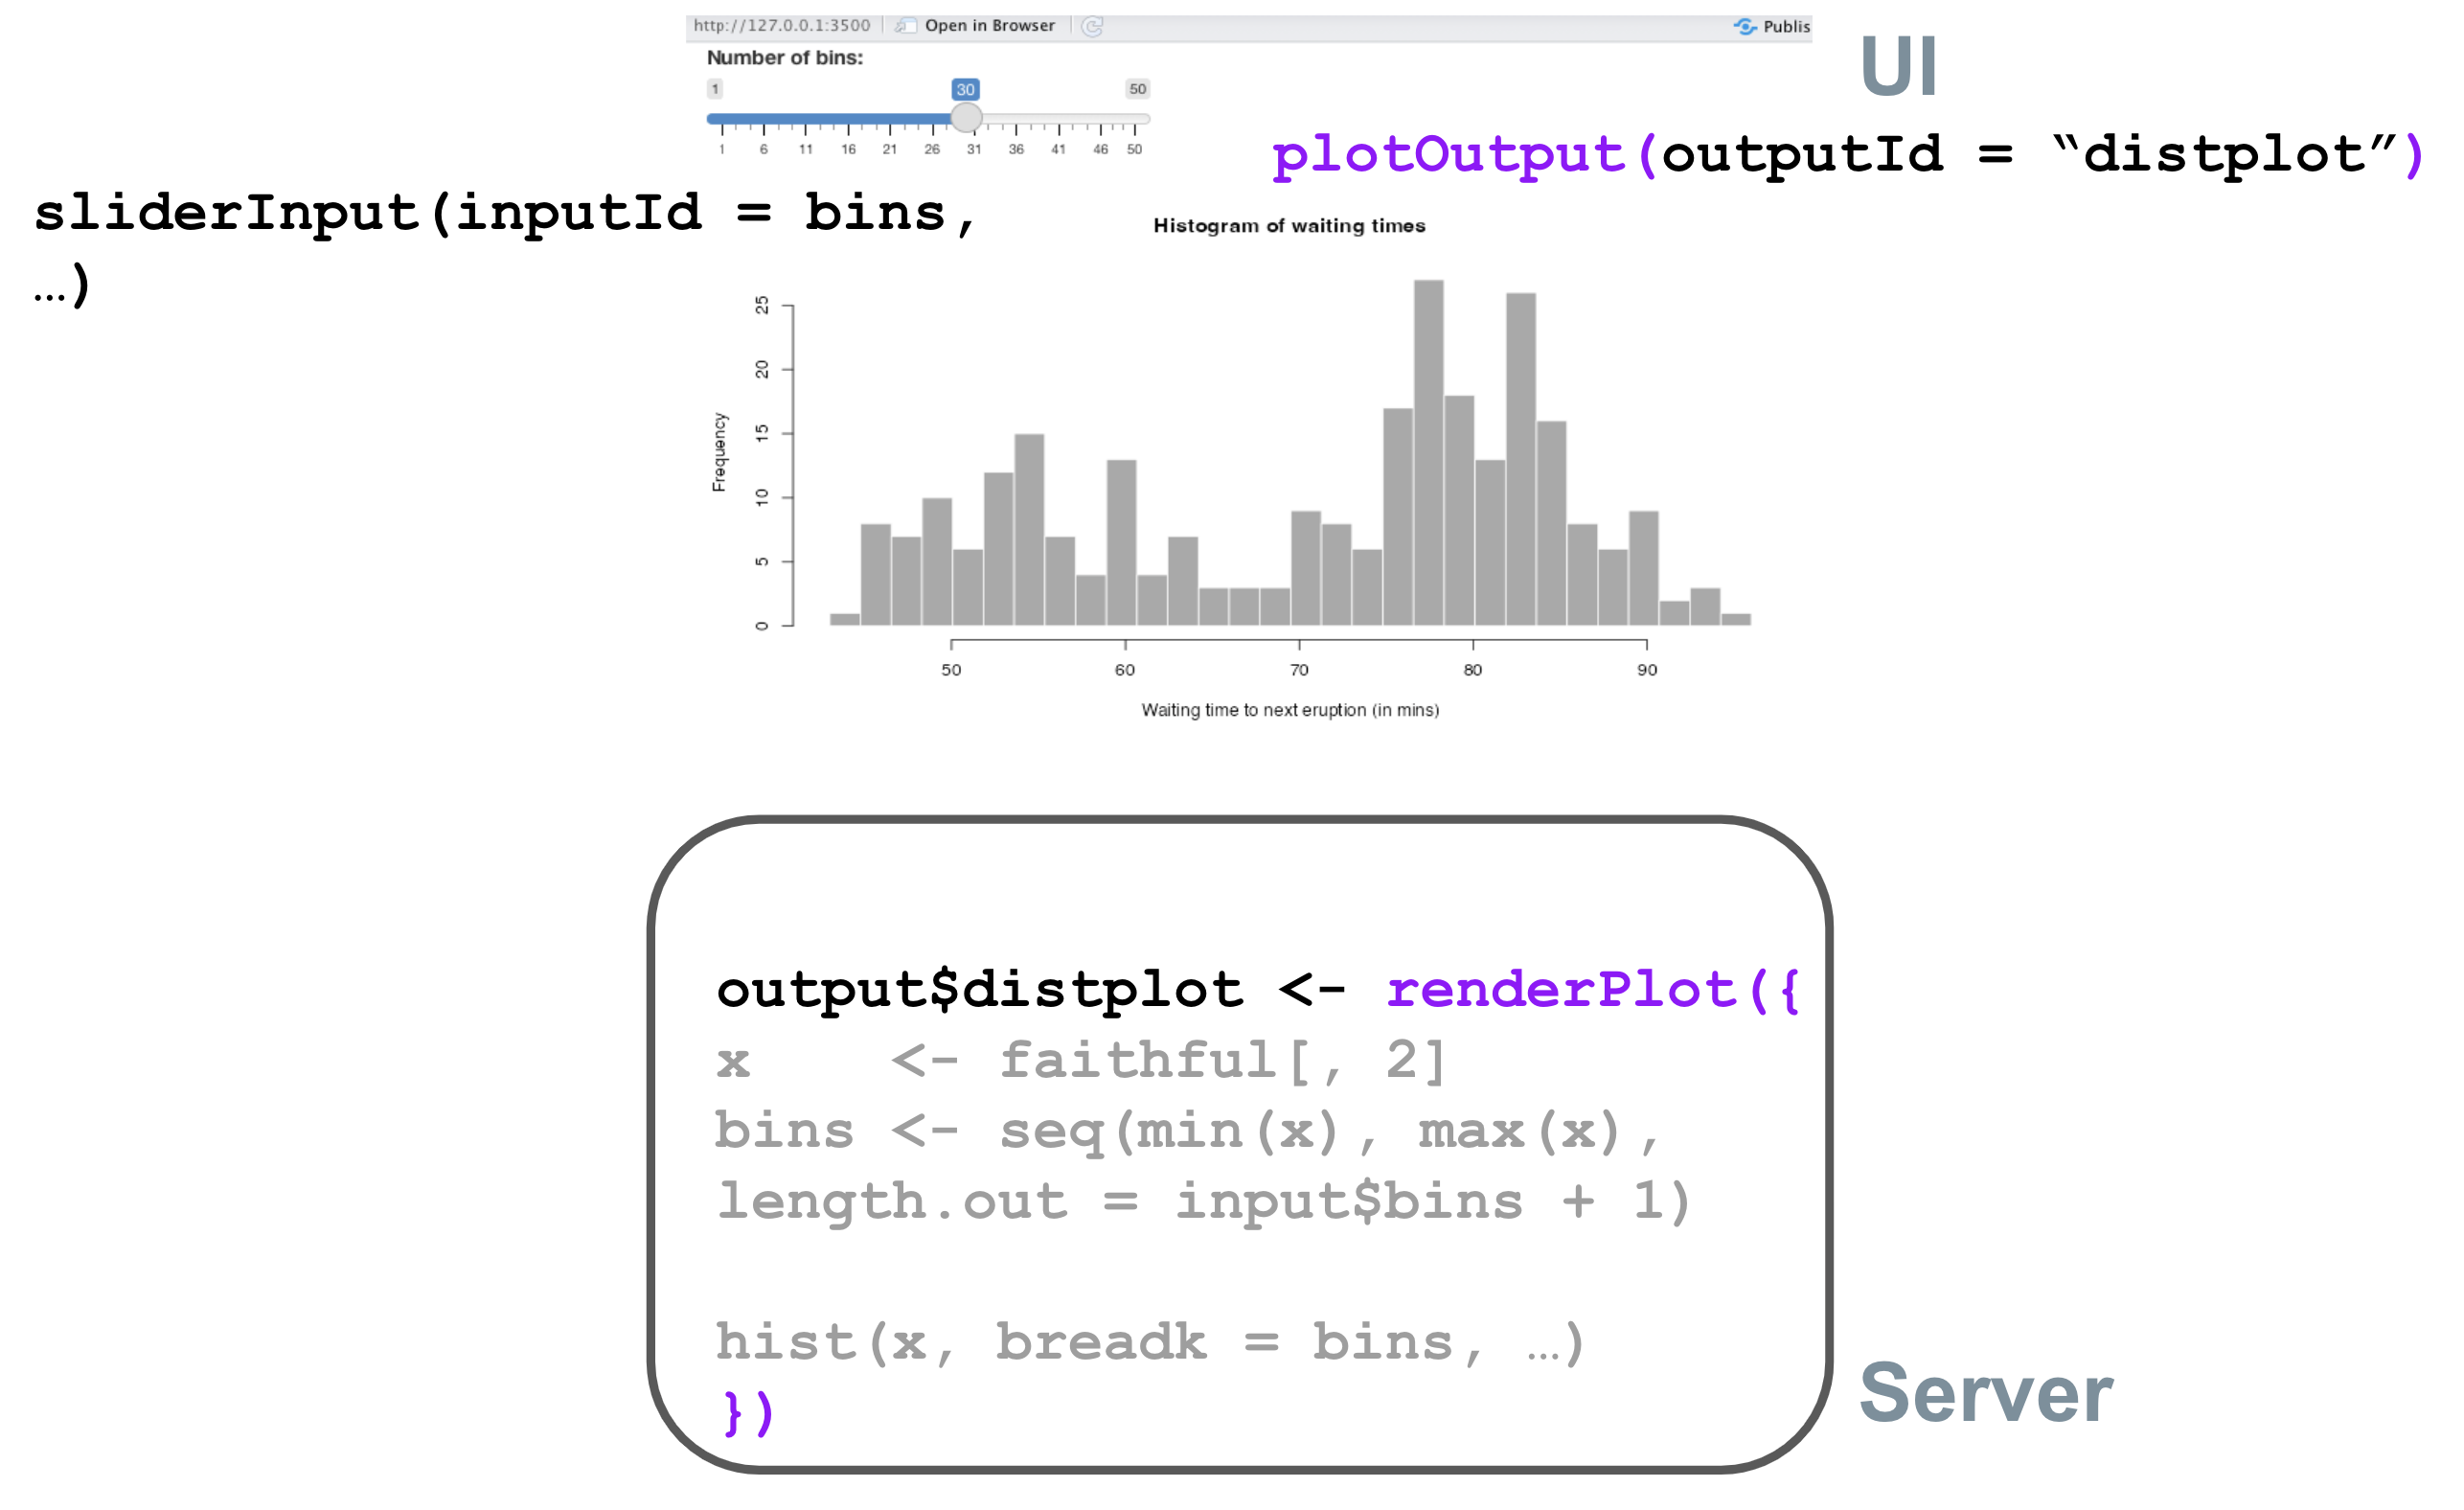 http://127.0.0.1:3500 Open in Browser Publis
UI
Number of bins:
1 30 50
1 6 11 16 21 26 31 36 41 46 50
plotOutput(outputId = “distplot”)
sliderInput(inputId = bins,
…)
Histogram of waiting times
Frequency
25
20
15
10
5
0
50 60 70 80 90
Waiting time to next eruption (in mins)
output$distplot <- renderPlot({
x <- faithful[, 2]
bins <- seq(min(x), max(x),
length.out = input$bins + 1)
hist(x, breadk = bins, …)
})
Server